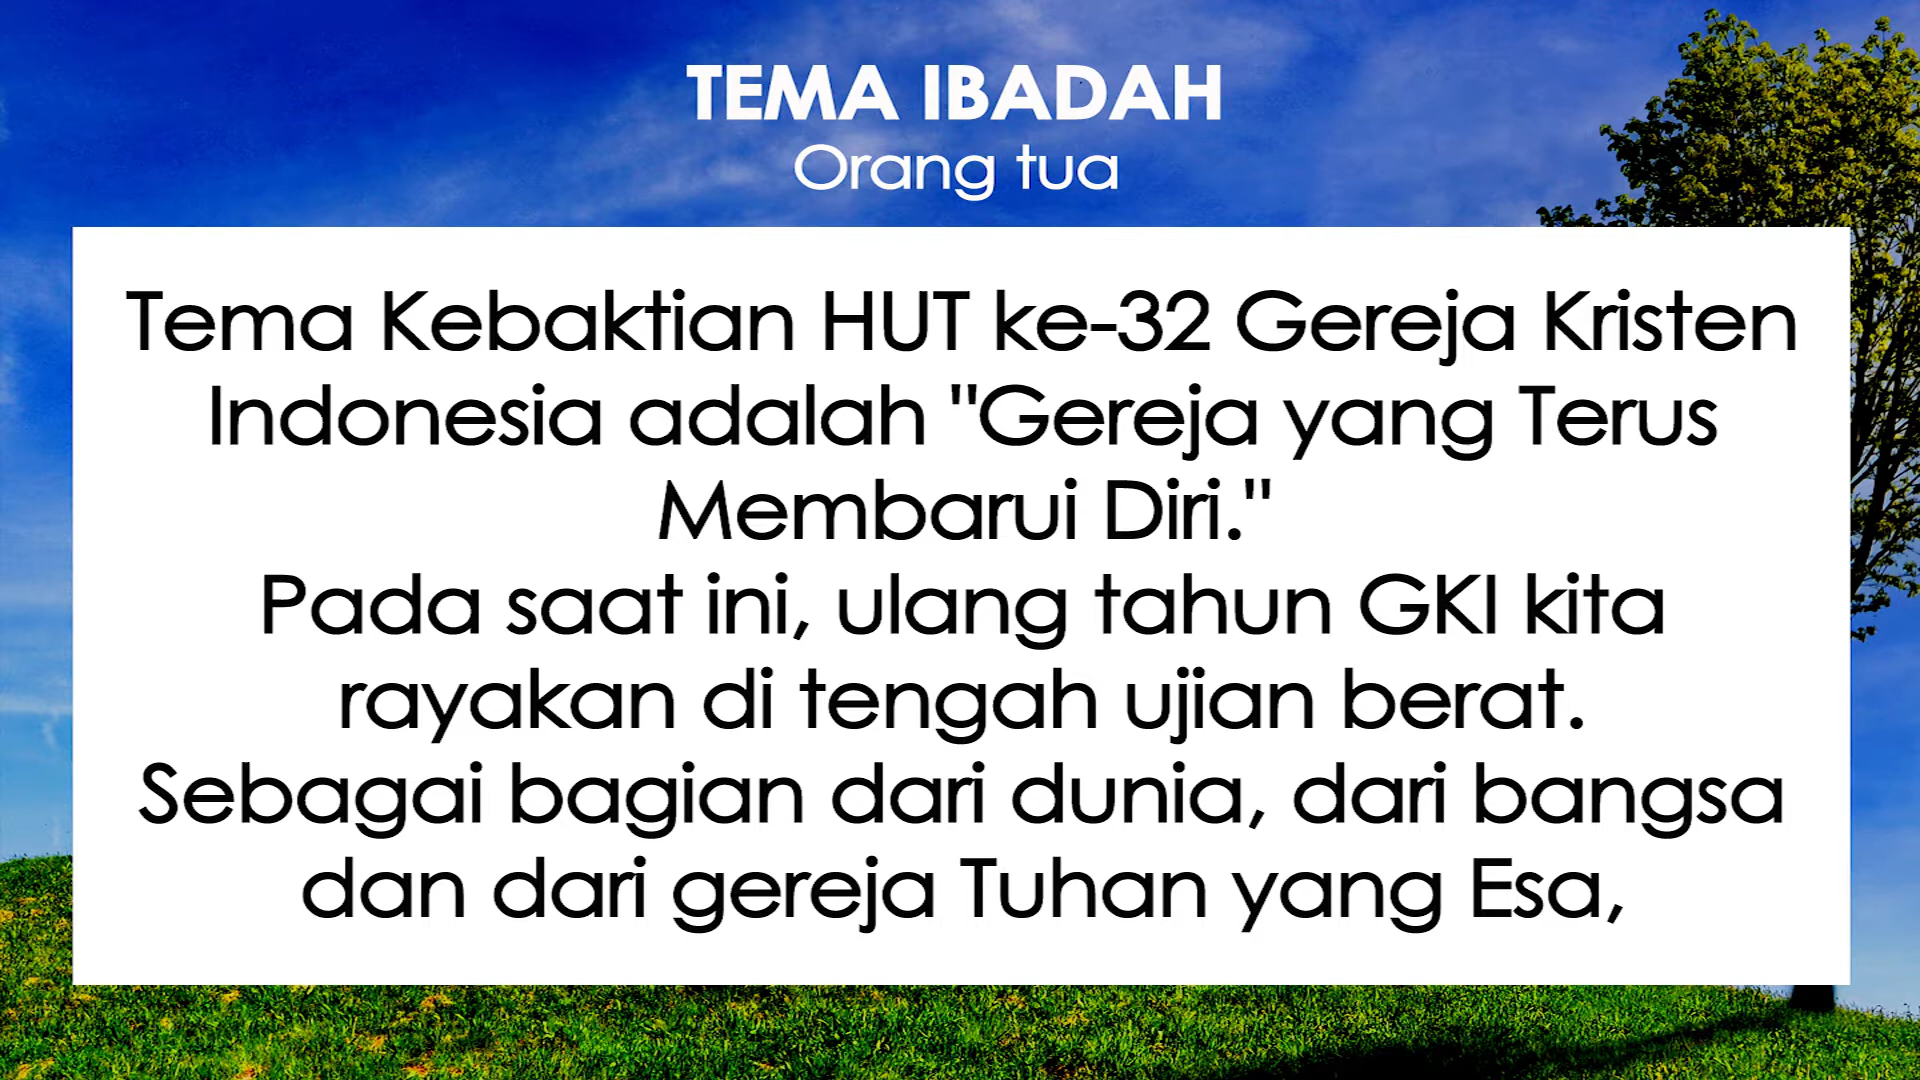 TEMA IBADAH
Orang tua
Tema Kebaktian HUT ke-32 Gereja Kristen
Indonesia adalah "Gereja yang Terus
Membarui Diri."
Pada saat ini, ulang tahun GKI kita
rayakan di tengah ujian berat.
Sebagai bagian dari dunia, dari bangsa
dan dari gereja Tuhan yang Esa,